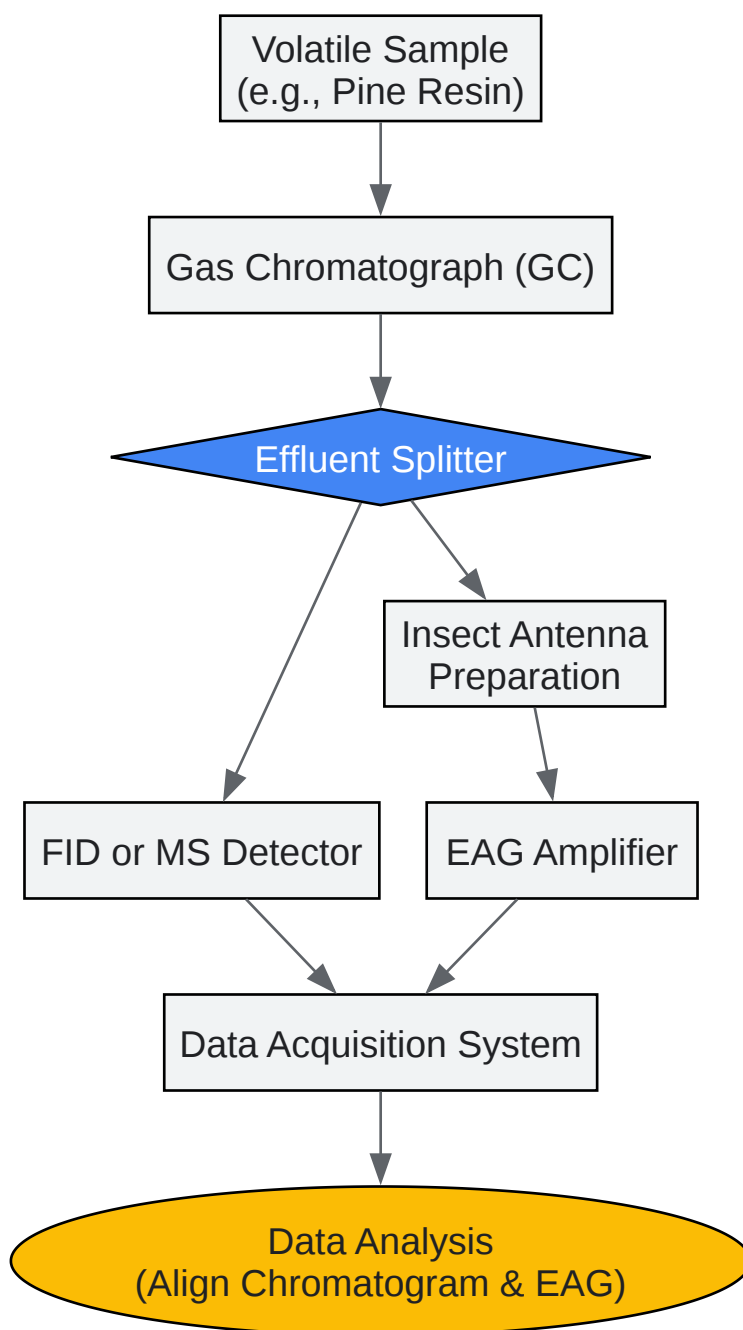 Volatile Sample
(e.g., Pine Resin)
Gas Chromatograph (GC)
Effluent Splitter
Insect Antenna
Preparation
FID or MS Detector
EAG Amplifier
Data Acquisition System
Data Analysis
(Align Chromatogram & EAG)